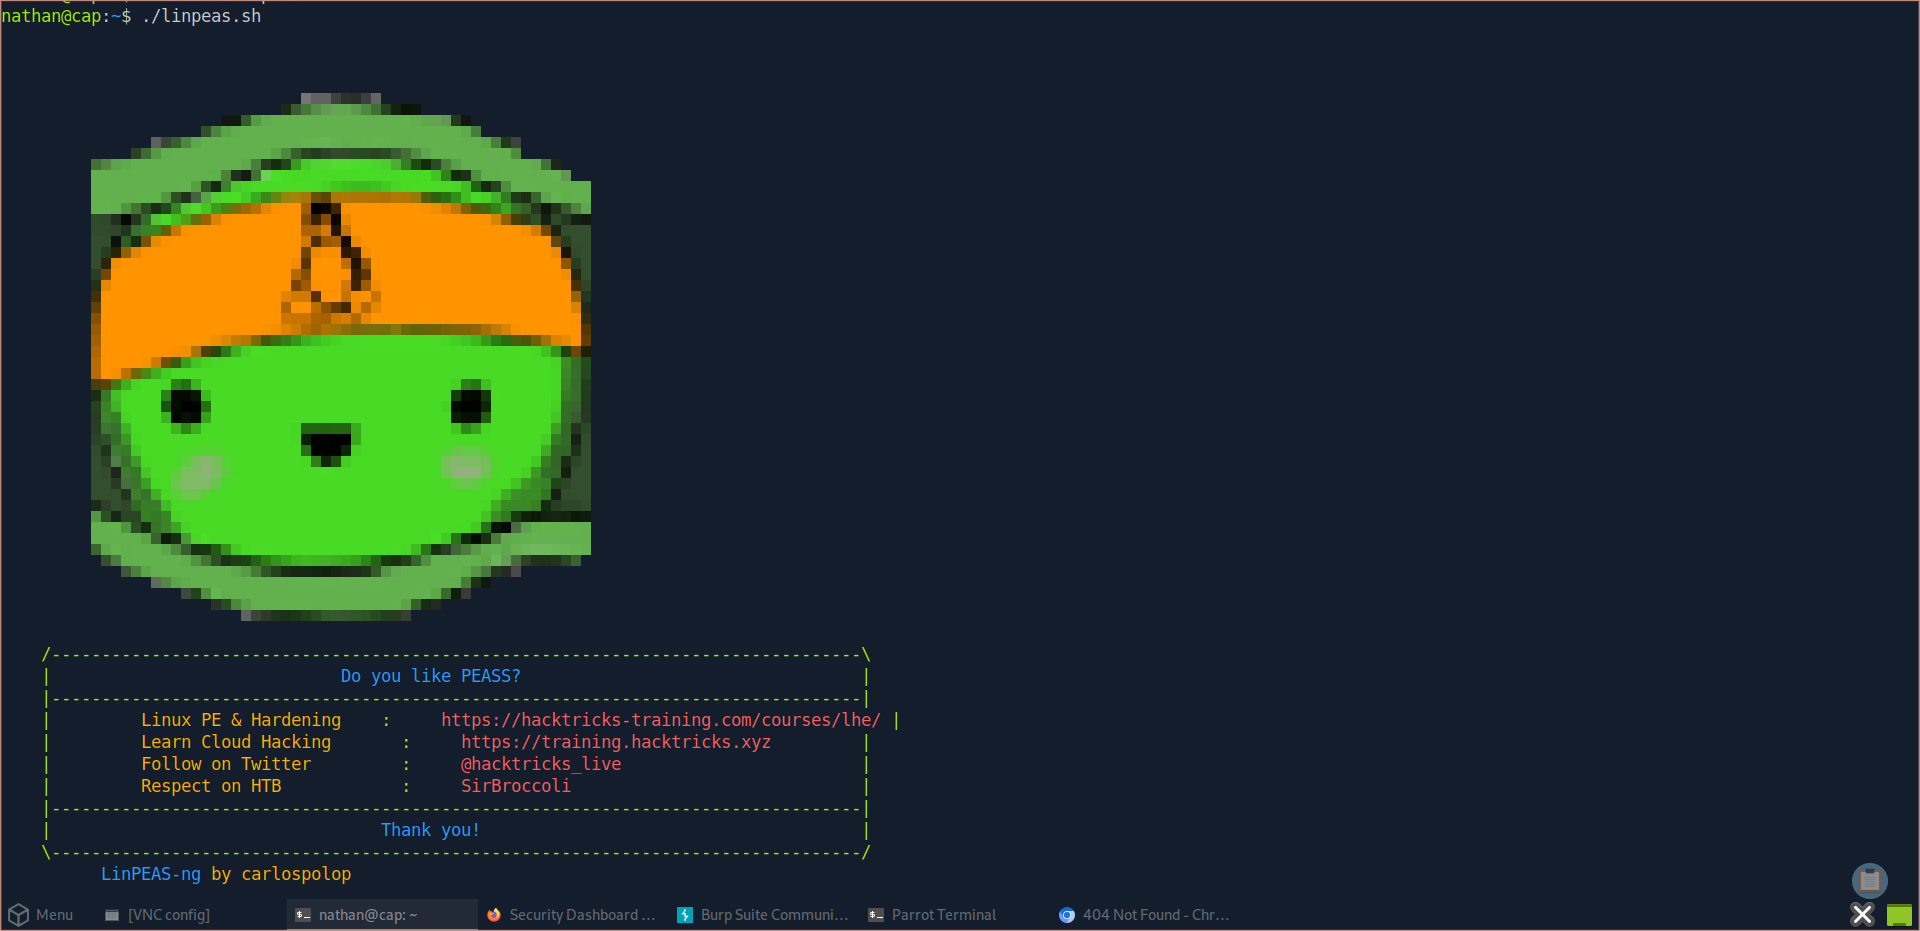 nathan@cap:~$ ./linpeas.sh
/---------------------------------------------------------------------------------\
|                             Do you like PEASS?                                  |
|---------------------------------------------------------------------------------|
|         Linux PE & Hardening    :     https://hacktricks-training.com/courses/lhe/ |
|         Learn Cloud Hacking       :     https://training.hacktricks.xyz         |
|         Follow on Twitter         :     @hacktricks_live                        |
|         Respect on HTB            :     SirBroccoli                             |
|---------------------------------------------------------------------------------|
|                                 Thank you!                                      |
\---------------------------------------------------------------------------------/
LinPEAS-ng by carlospolop
Menu [VNC config] nathan@cap: ~ Security Dashboard ... Burp Suite Communi... Parrot Terminal 404 Not Found - Chr...